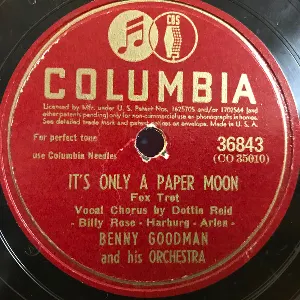 CBS
COLUMBIA
Licensed by Mfr. under U. S. Patent Nos. 1625705 and/or 1702564 (and
other patents pending) only for non-commercial use on phonographs in homes.
See detailed trade mark and patent notices on envelope. Made in U. S. A.
For perfect tone
use Columbia Needles
36843
(CO 35010)
IT'S ONLY A PAPER MOON
Fox Trot
Vocal Chorus by Dottie Reid
- Billy Rose - Harburg - Arlen -
BENNY GOODMAN
and his ORCHESTRA